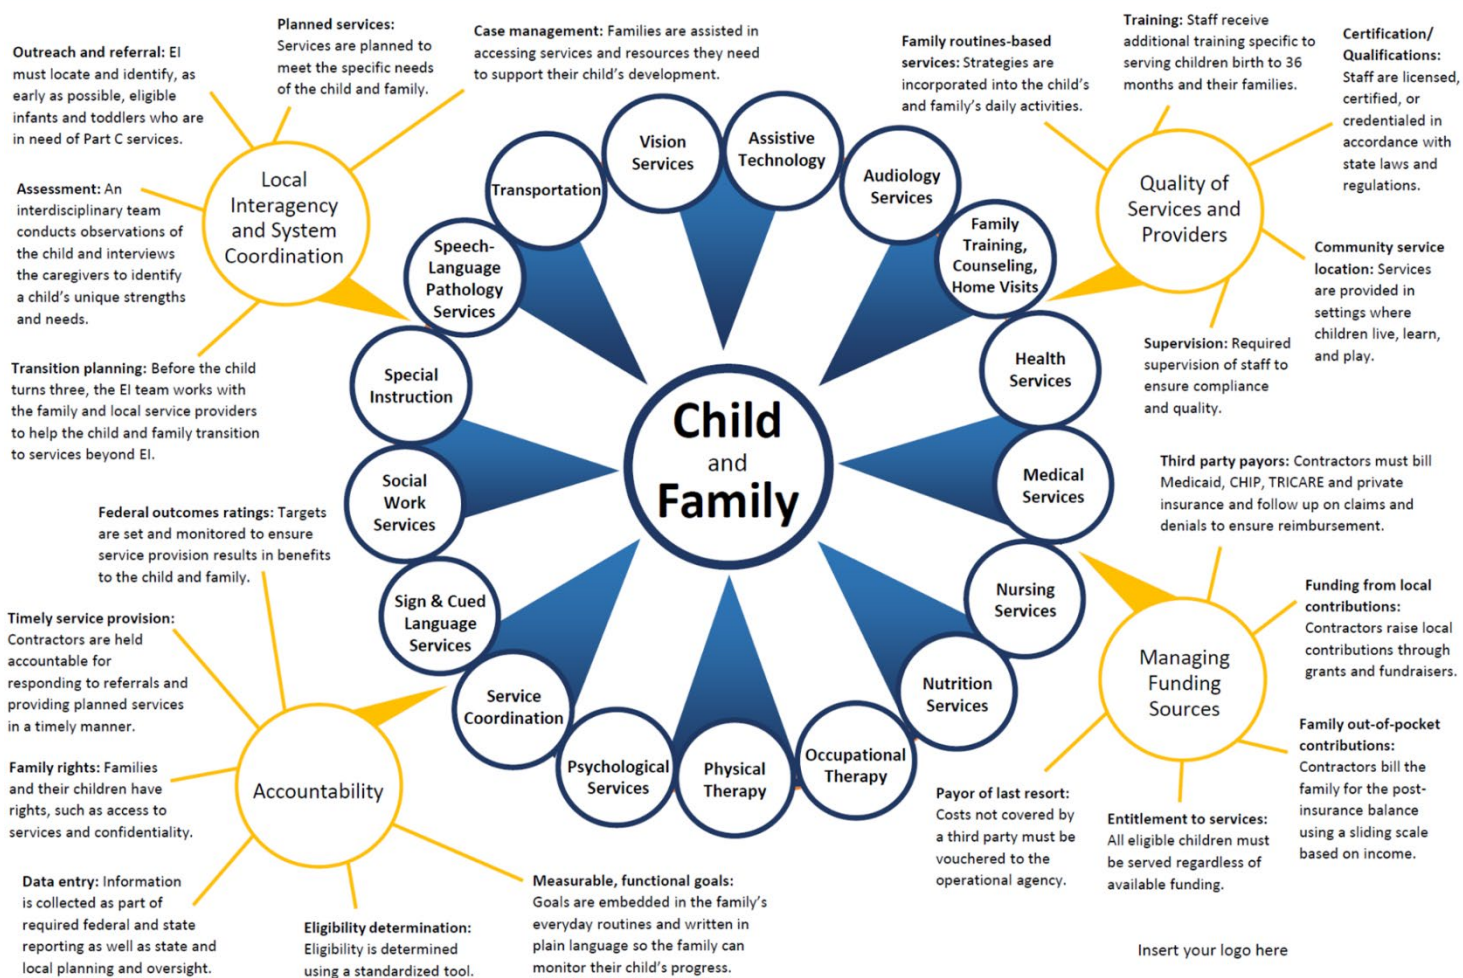 Outreach and referral: EI
must locate and identify, as
early as possible, eligible
infants and toddlers who are
in need of Part C services.
Planned services:
Services are planned to
meet the specific needs
of the child and family.
Case management: Families are assisted in
accessing services and resources they need
to support their child's development.
Assessment: An
interdisciplinary team
conducts observations of
the child and interviews
the caregivers to identify
a child's unique strengths
and needs.
Transition planning: Before the child
turns three, the EI team works with
the family and local service providers
to help the child and family transition
to services beyond EI.
Local
Interagency
and System
Coordination
Family routines-based
services: Strategies are
incorporated into the child's
and family's daily activities.
Training: Staff receive
additional training specific to
serving children birth to 36
months and their families.
Certification/
Qualifications:
Staff are licensed,
certified, or
credentialed in
accordance with
state laws and
regulations.
Quality of
Services and
Providers
Community service
location: Services
are provided in
settings where
children live, learn,
and play.
Supervision: Required
supervision of staff to
ensure compliance
and quality.
Vision
Services
Assistive
Technology
Audiology
Services
Family
Training,
Counseling,
Home Visits
Health
Services
Medical
Services
Nursing
Services
Nutrition
Services
Occupational
Therapy
Physical
Therapy
Psychological
Services
Service
Coordination
Sign & Cued
Language
Services
Social
Work
Services
Special
Instruction
Speech-
Language
Pathology
Services
Transportation
Child
and
Family
Federal outcomes ratings: Targets
are set and monitored to ensure
service provision results in benefits
to the child and family.
Timely service provision:
Contractors are held
accountable for
responding to referrals and
providing planned services
in a timely manner.
Family rights: Families
and their children have
rights, such as access to
services and confidentiality.
Data entry: Information
is collected as part of
required federal and state
reporting as well as state and
local planning and oversight.
Accountability
Eligibility determination:
Eligibility is determined
using a standardized tool.
Measurable, functional goals:
Goals are embedded in the family's
everyday routines and written in
plain language so the family can
monitor their child's progress.
Third party payors: Contractors must bill
Medicaid, CHIP, TRICARE and private
insurance and follow up on claims and
denials to ensure reimbursement.
Managing
Funding
Sources
Funding from local
contributions:
Contractors raise local
contributions through
grants and fundraisers.
Family out-of-pocket
contributions:
Contractors bill the
family for the post-
insurance balance
using a sliding scale
based on income.
Payor of last resort:
Costs not covered by
a third party must be
vouchered to the
operational agency.
Entitlement to services:
All eligible children must
be served regardless of
available funding.
Insert your logo here